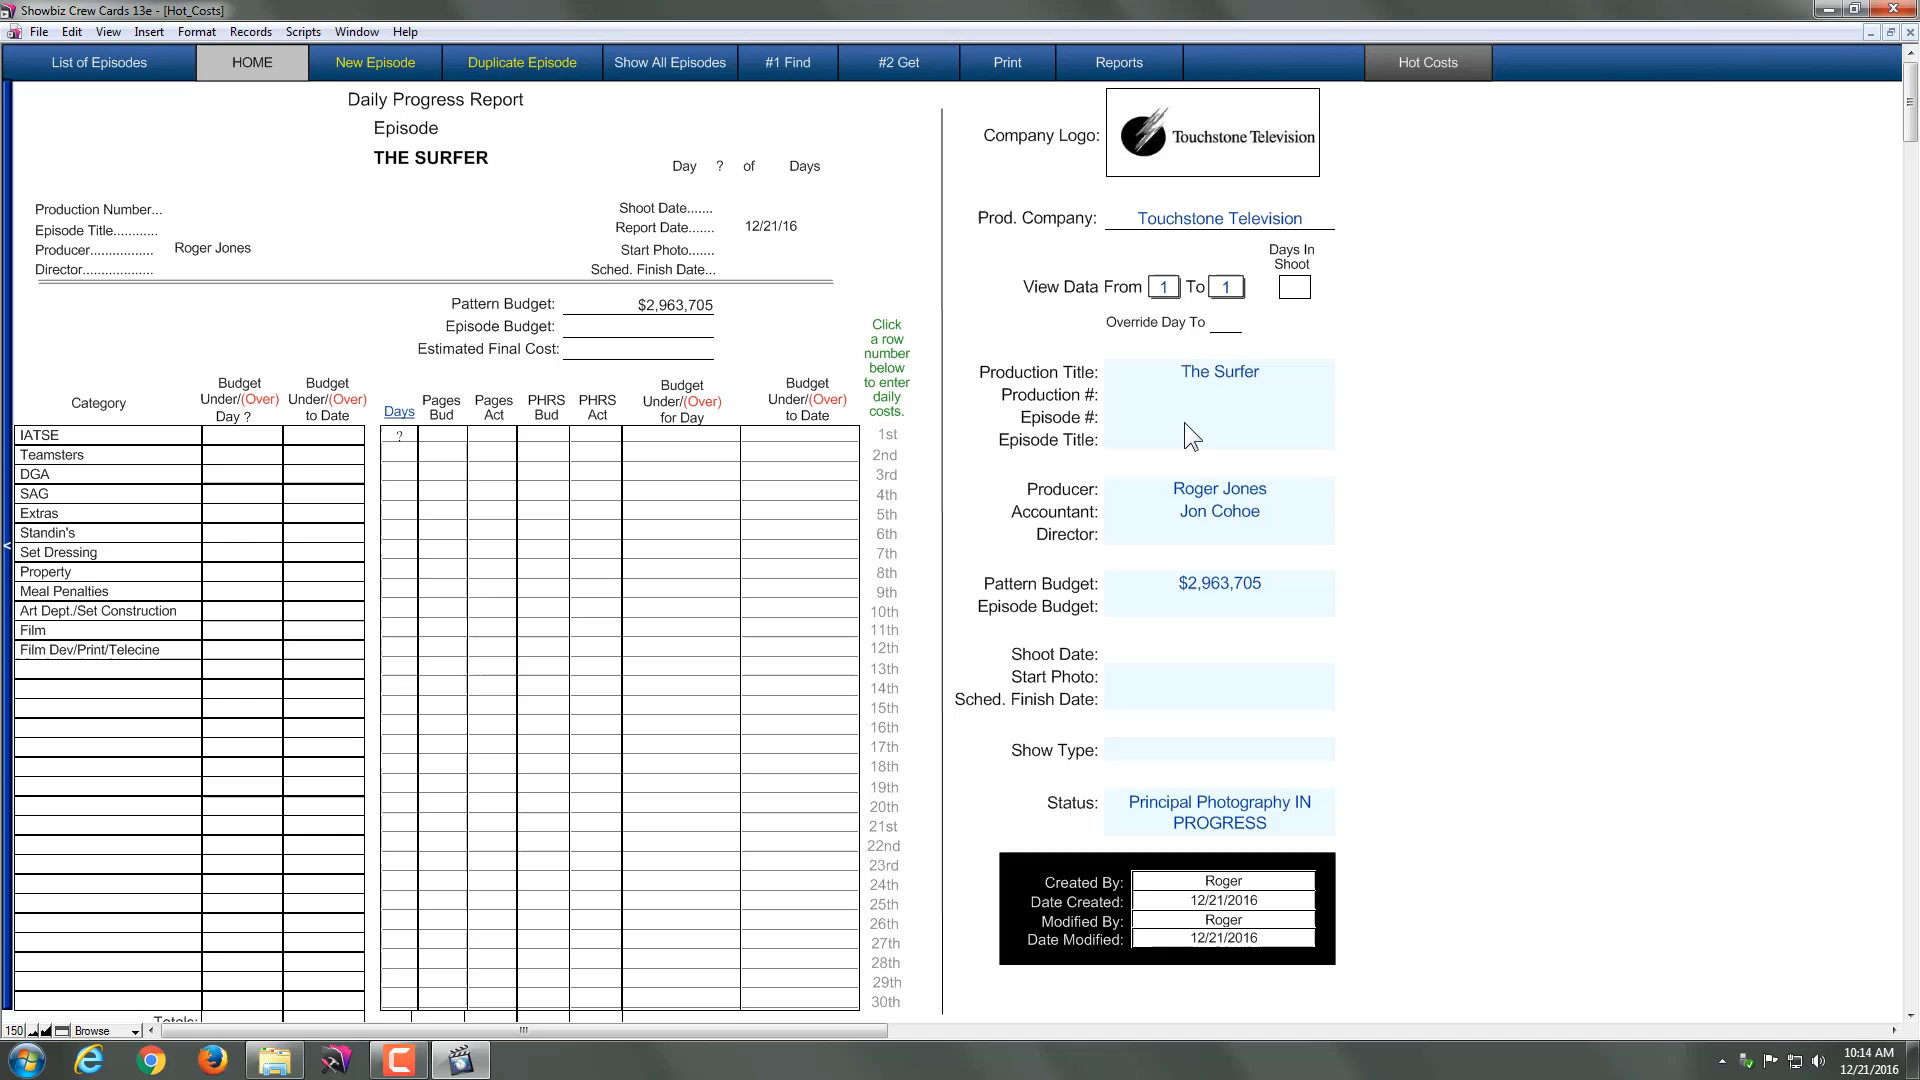 Showbiz Crew Cards 13e - [Hot_Costs]
File Edit View Insert Format Records Scripts Window Help
List of Episodes HOME New Episode Duplicate Episode Show All Episodes #1 Find #2 Get Print Reports Hot Costs
Daily Progress Report
Episode
THE SURFER
Day ? of Days
Production Number...
Episode Title............
Producer................ Roger Jones
Director..................
Shoot Date.......
Report Date....... 12/21/16
Start Photo.......
Sched. Finish Date...
Pattern Budget: $2,963,705
Episode Budget:
Estimated Final Cost:
Click
a row
number
below
to enter
daily
costs.
Category
Budget
Under/(Over)
Day ?
Budget
Under/(Over)
to Date
Days
Pages
Bud
Pages
Act
PHRS
Bud
PHRS
Act
Budget
Under/(Over)
for Day
Budget
Under/(Over)
to Date
IATSE
Teamsters
DGA
SAG
Extras
Standin's
Set Dressing
Property
Meal Penalties
Art Dept./Set Construction
Film
Film Dev/Print/Telecine
Totals:
?
1st
2nd
3rd
4th
5th
6th
7th
8th
9th
10th
11th
12th
13th
14th
15th
16th
17th
18th
19th
20th
21st
22nd
23rd
24th
25th
26th
27th
28th
29th
30th
Company Logo: Touchstone Television
Prod. Company: Touchstone Television
Days In
Shoot
View Data From 1 To 1
Override Day To
Production Title: The Surfer
Production #:
Episode #:
Episode Title:
Producer: Roger Jones
Accountant: Jon Cohoe
Director:
Pattern Budget: $2,963,705
Episode Budget:
Shoot Date:
Start Photo:
Sched. Finish Date:
Show Type:
Status: Principal Photography IN
PROGRESS
Created By: Roger
Date Created: 12/21/2016
Modified By: Roger
Date Modified: 12/21/2016
150 Browse
10:14 AM
12/21/2016